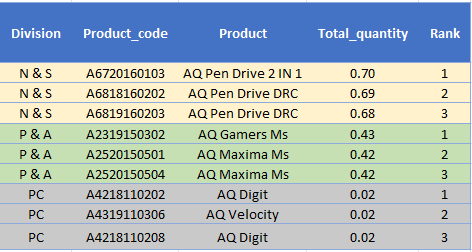 Division Product_code Product Total_quantity Rank
N & S A6720160103 AQ Pen Drive 2 IN 1 0.70 1
N & S A6818160202 AQ Pen Drive DRC 0.69 2
N & S A6819160203 AQ Pen Drive DRC 0.68 3
P & A A2319150302 AQ Gamers Ms 0.43 1
P & A A2520150501 AQ Maxima Ms 0.42 2
P & A A2520150504 AQ Maxima Ms 0.42 3
PC A4218110202 AQ Digit 0.02 1
PC A4319110306 AQ Velocity 0.02 2
PC A4218110208 AQ Digit 0.02 3